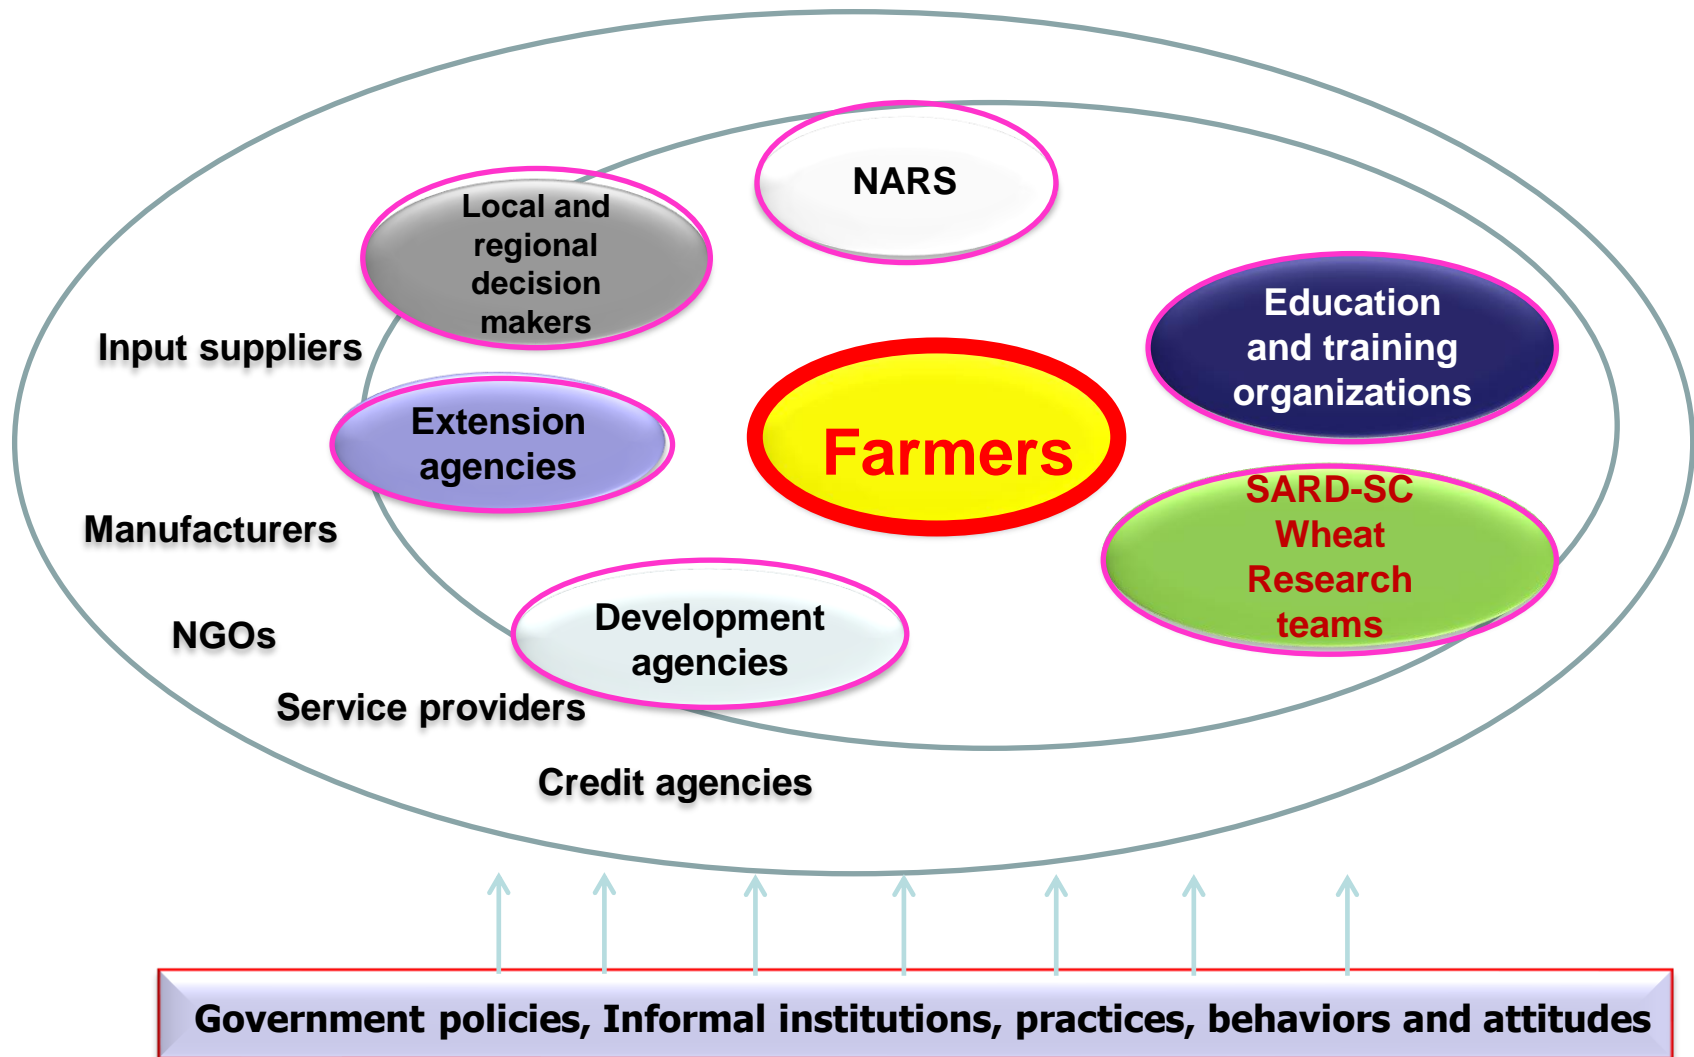 NARS
Local and
regional
decision
makers
Education
and training
organizations
Input suppliers
Extension
agencies
Farmers
SARD-SC
Wheat
Research
teams
Manufacturers
Development
agencies
NGOs
Service providers
Credit agencies
Government policies, Informal institutions, practices, behaviors and attitudes